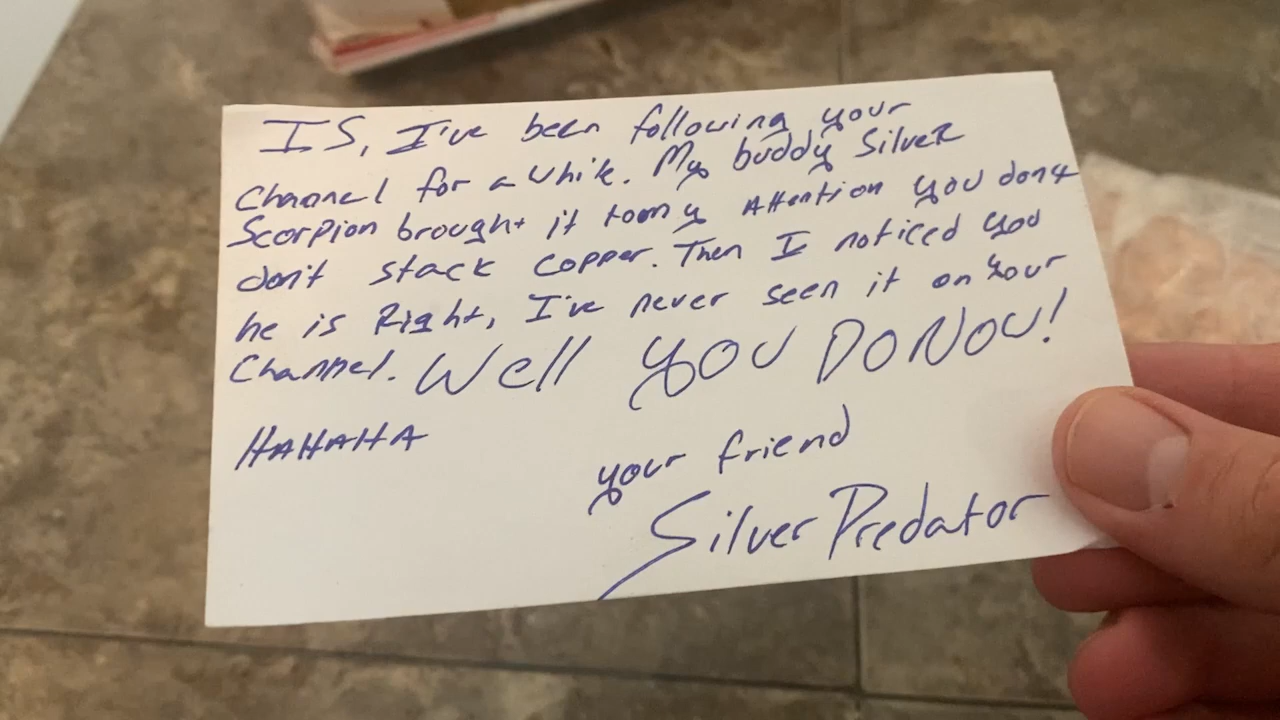 IS, I've been following your
Channel for a while. My buddy Silver
Scorpion brought it to my Attention you don't
don't stack copper. Then I noticed you
he is Right, I've never seen it on your
Channel. Well YOU DO NOW!
HAHAHA
your friend
Silver Predator